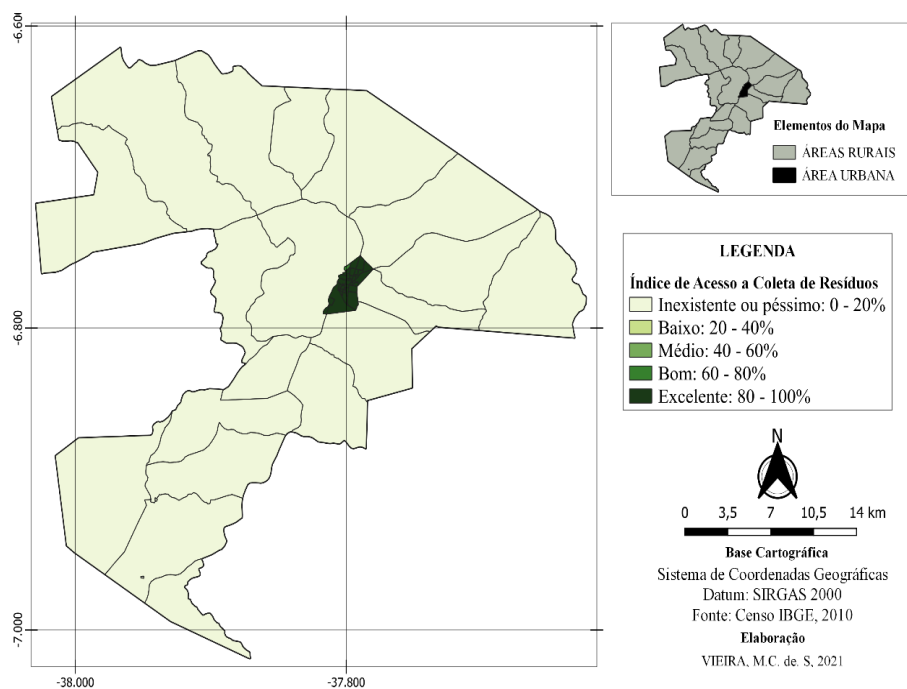 -6.600
-6.800
-7.000
-38.000
-37.800
Elementos do Mapa
ÁREAS RURAIS
ÁREA URBANA
LEGENDA
Índice de Acesso a Coleta de Resíduos
Inexistente ou péssimo: 0 - 20%
Baixo: 20 - 40%
Médio: 40 - 60%
Bom: 60 - 80%
Excelente: 80 - 100%
N
0 3,5 7 10,5 14 km
Base Cartográfica
Sistema de Coordenadas Geográficas
Datum: SIRGAS 2000
Fonte: Censo IBGE, 2010
Elaboração
VIEIRA, M.C. de. S, 2021